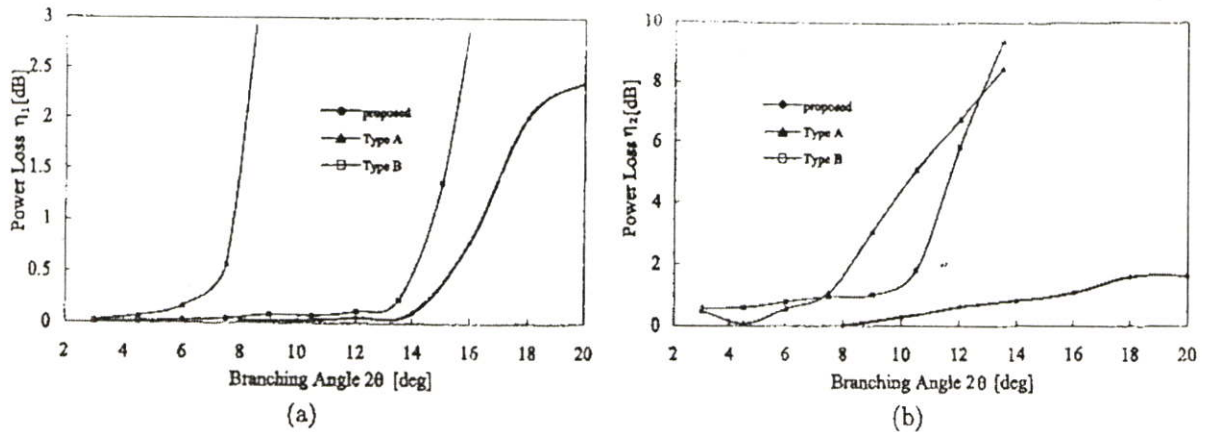 3
2.5
2
1.5
1
0.5
0
Power Loss η₁[dB]
proposed
Type A
Type B
2 4 6 8 10 12 14 16 18 20
Branching Angle 2θ [deg]
(a)
10
8
6
4
2
0
Power Loss η₂[dB]
proposed
Type A
Type B
2 4 6 8 10 12 14 16 18 20
Branching Angle 2θ [deg]
(b)